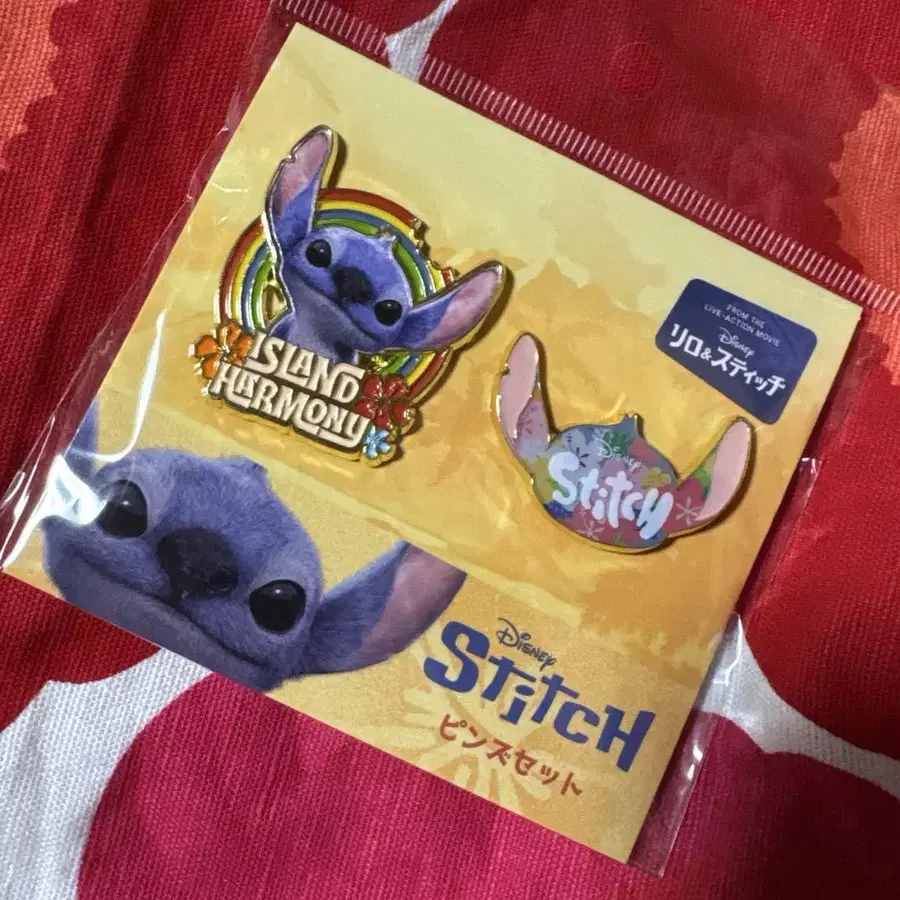 ISLAND
HARMONY
FROM THE
LIVE-ACTION MOVIE
Disney
リロ&スティッチ
Disney
Stitch
Disney
Stitch
ピンズセット